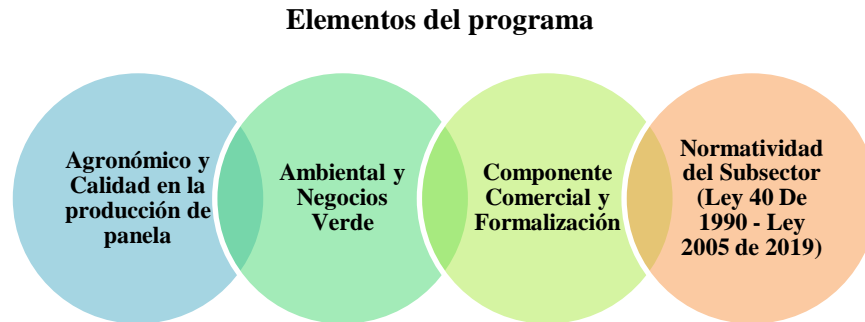 Elementos del programa
Agronómico y
Calidad en la
producción de
panela
Ambiental y
Negocios
Verde
Componente
Comercial y
Formalización
Normatividad
del Subsector
(Ley 40 De
1990 - Ley
2005 de 2019)